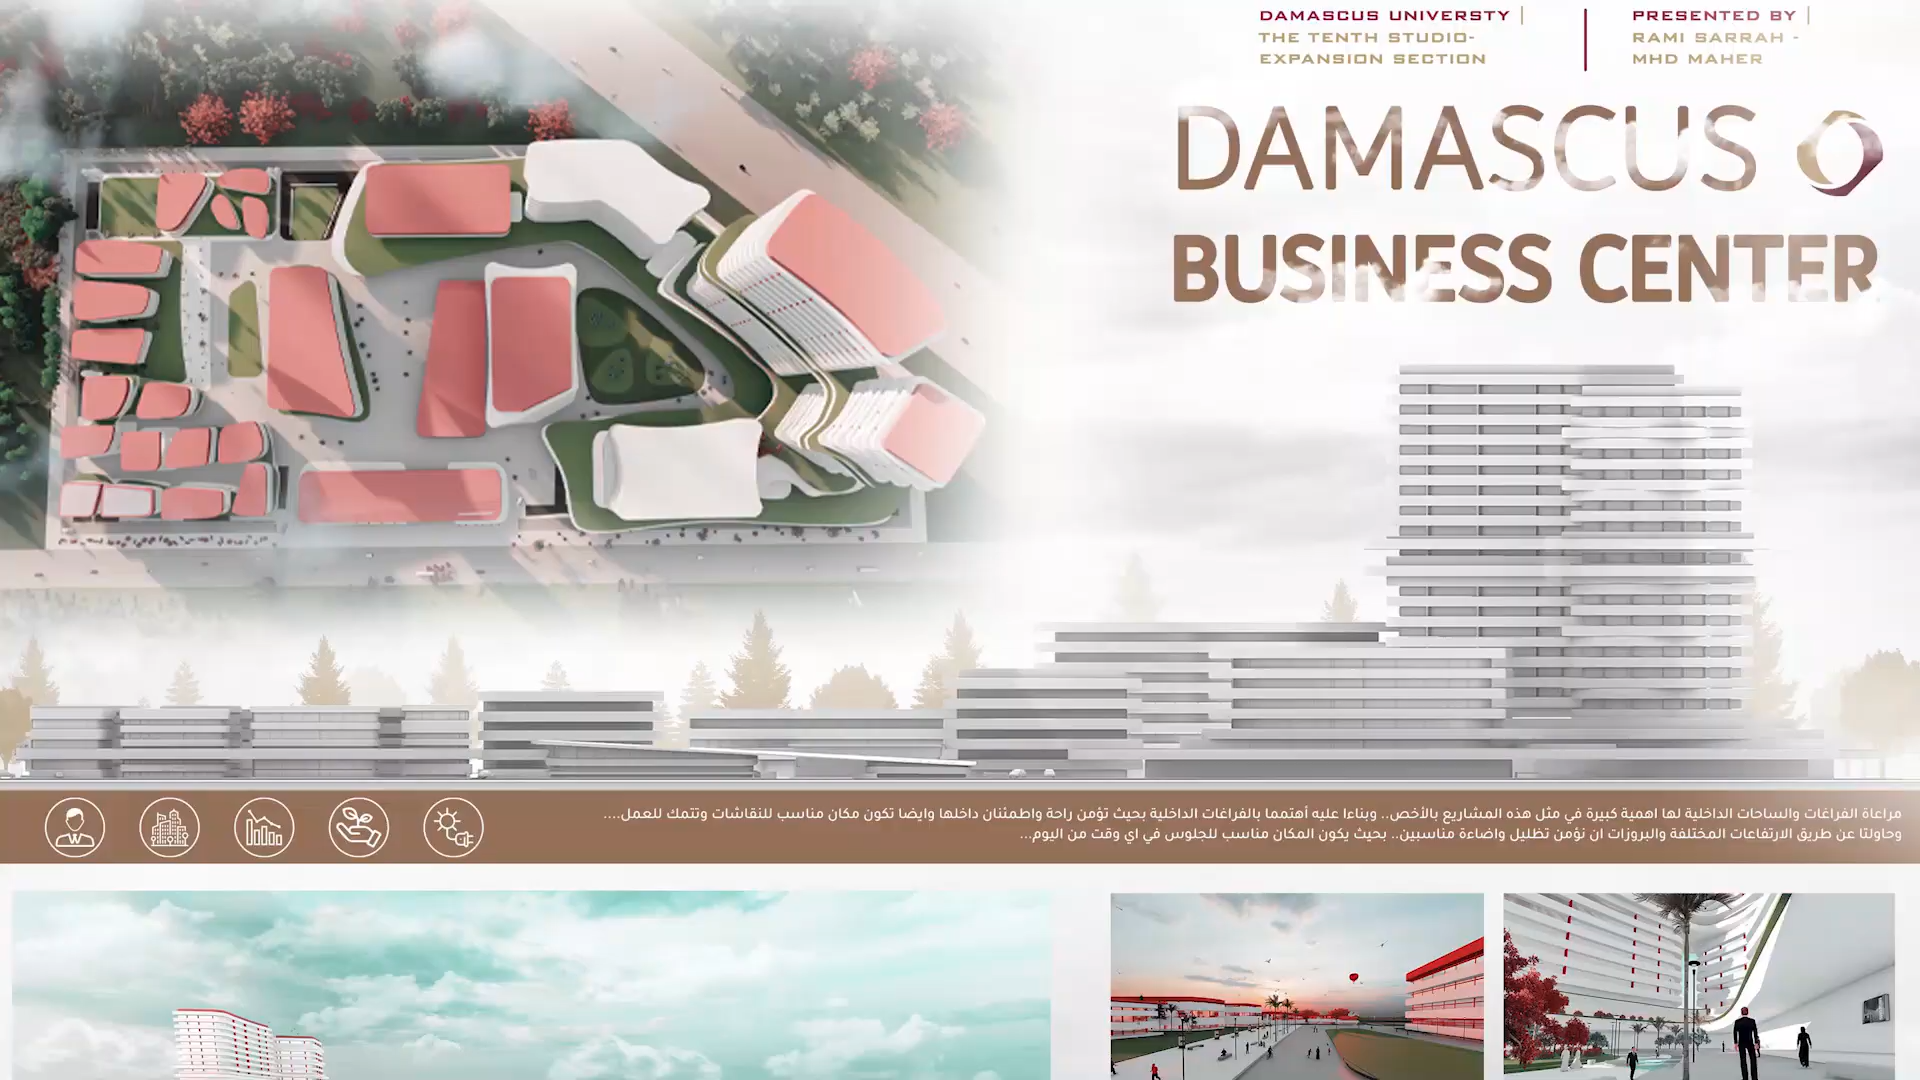 DAMASCUS UNIVERSTY
THE TENTH STUDIO-
EXPANSION SECTION
PRESENTED BY
RAMI SARRAH -
MHD MAHER
DAMASCUS
BUSINESS CENTER
مراعاة الفراغات والساحات الداخلية لها اهمية كبيرة في مثل هذه المشاريع بالأخص.. وبناءا عليه أهتمما بالفراغات الداخلية بحيث تؤمن راحة واطمئنان داخلها وايضا تكون مكان مناسب للنقاشات وتتمك للعمل....
وحاولنا عن طريق الارتفاعات المختلفة والبروزات ان نؤمن تظليل واضاءة مناسبين.. بحيث يكون المكان مناسب للجلوس في اي وقت من اليوم...